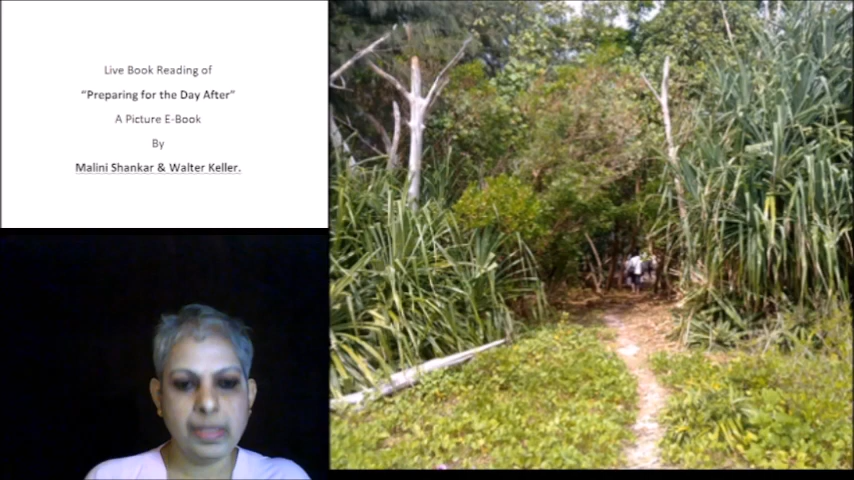 Live Book Reading of
“Preparing for the Day After”
A Picture E-Book
By
Malini Shankar & Walter Keller.